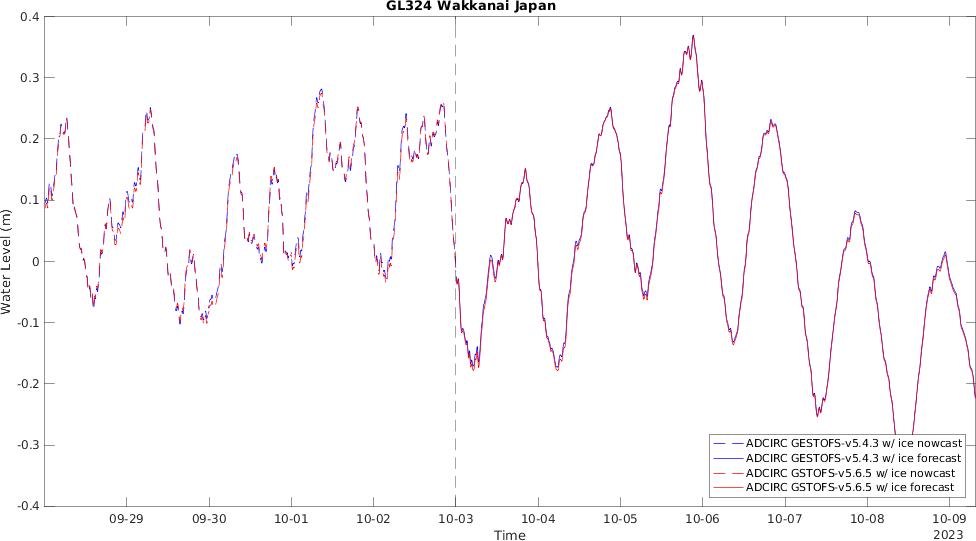 GL324 Wakkanai Japan
0.4
0.3
0.2
0.1
0
-0.1
-0.2
-0.3
-0.4
Water Level (m)
09-29 09-30 10-01 10-02 10-03 10-04 10-05 10-06 10-07 10-08 10-09
2023
Time
ADCIRC GESTOFS-v5.4.3 w/ ice nowcast
ADCIRC GESTOFS-v5.4.3 w/ ice forecast
ADCIRC GSTOFS-v5.6.5 w/ ice nowcast
ADCIRC GSTOFS-v5.6.5 w/ ice forecast